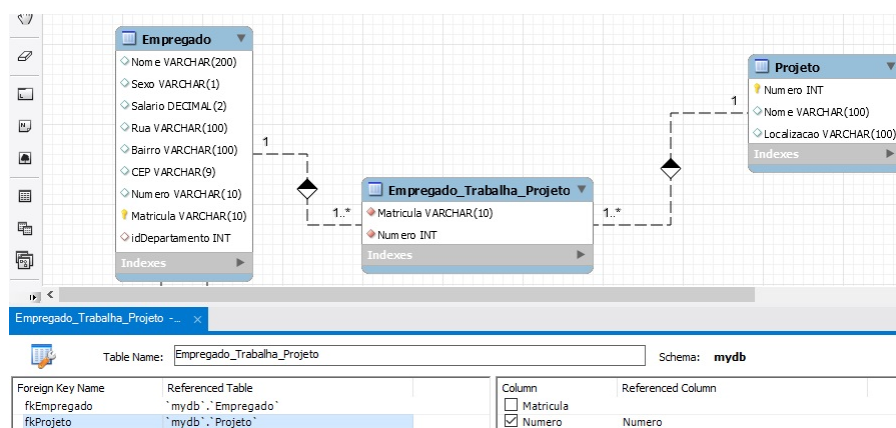 Empregado
Nome VARCHAR(200)
Sexo VARCHAR(1)
Salario DECIMAL(2)
Rua VARCHAR(100)
Bairro VARCHAR(100)
CEP VARCHAR(9)
Numero VARCHAR(10)
Matricula VARCHAR(10)
idDepartamento INT
Indexes
1
1..*
Empregado_Trabalha_Projeto
Matricula VARCHAR(10)
Numero INT
Indexes
1..*
1
Projeto
Numero INT
Nome VARCHAR(100)
Localizacao VARCHAR(100)
Indexes
Empregado_Trabalha_Projeto -...
Table Name: Empregado_Trabalha_Projeto Schema: mydb
Foreign Key Name Referenced Table Column Referenced Column
fkEmpregado `mydb`.`Empregado` Matricula
fkProjeto `mydb`.`Projeto` Numero Numero